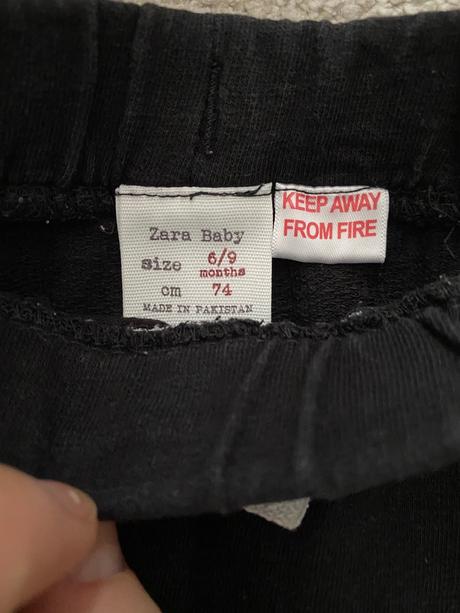 Zara Baby
size 6/9
months
cm 74
MADE IN PAKISTAN
KEEP AWAY
FROM FIRE